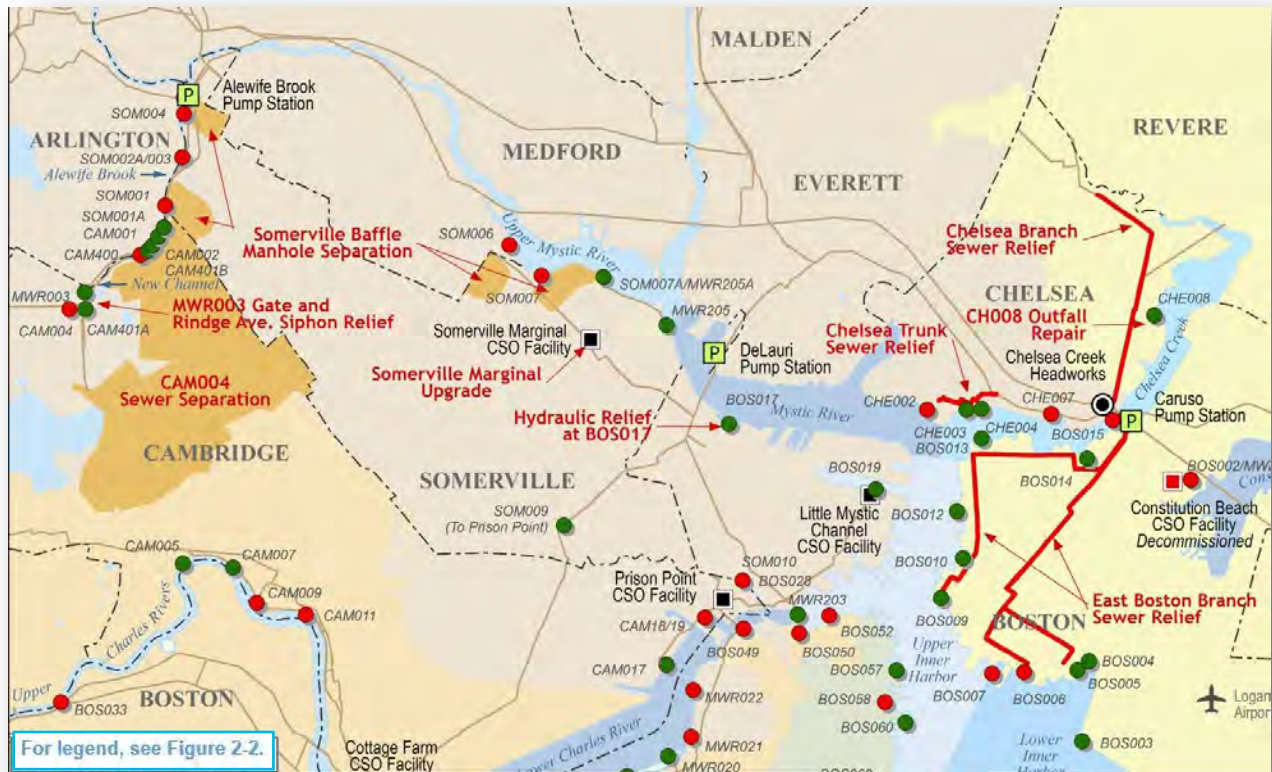 MALDEN
Alewife Brook
Pump Station
SOM004
REVERE
ARLINGTON
SOM002A/003
MEDFORD
Alewife Brook
EVERETT
SOM001
SOM001A
CAM001
CAM400
CAM002
CAM401B
New Channel
Somerville Baffle
Manhole Separation
SOM006
Upper Mystic River
Chelsea Branch
Sewer Relief
MWR003
MWR003 Gate and
Rindge Ave. Siphon Relief
CAM004
CAM401A
SOM007
SOM007A/MWR205A
MWR205
CHELSEA
CH008 Outfall
Repair
CHE008
Somerville Marginal
CSO Facility
Somerville Marginal
Upgrade
DeLauri
Pump Station
Chelsea Trunk
Sewer Relief
Chelsea Creek
Headworks
Chelsea Creek
CAM004
Sewer Separation
Hydraulic Relief
at BOS017
BOS017
Mystic River
CHE002
CHE003
CHE004
CHE007
Caruso
Pump Station
BOS013
BOS015
CAMBRIDGE
BOS014
BOS002/MW2
Cons
SOMERVILLE
BOS019
Little Mystic
Channel
CSO Facility
BOS012
Constitution Beach
CSO Facility
Decommissioned
SOM009
(To Prison Point)
CAM005
CAM007
BOS010
SOM010
BOS028
Prison Point
CSO Facility
CAM009
CAM011
MWR203
BOS009
East Boston Branch
Sewer Relief
Charles Rivers
CAM18/19
BOS049
BOS050
BOS052
BOSTON
Upper
Inner
Harbor
CAM017
BOS057
BOS004
BOS005
BOS007
BOS006
Upper
BOS033
BOSTON
MWR022
BOS058
BOS060
Logan
Airpor
For legend, see Figure 2-2.
Cottage Farm
CSO Facility
Lower Charles River
MWR021
MWR020
BOS003
Lower
Inner